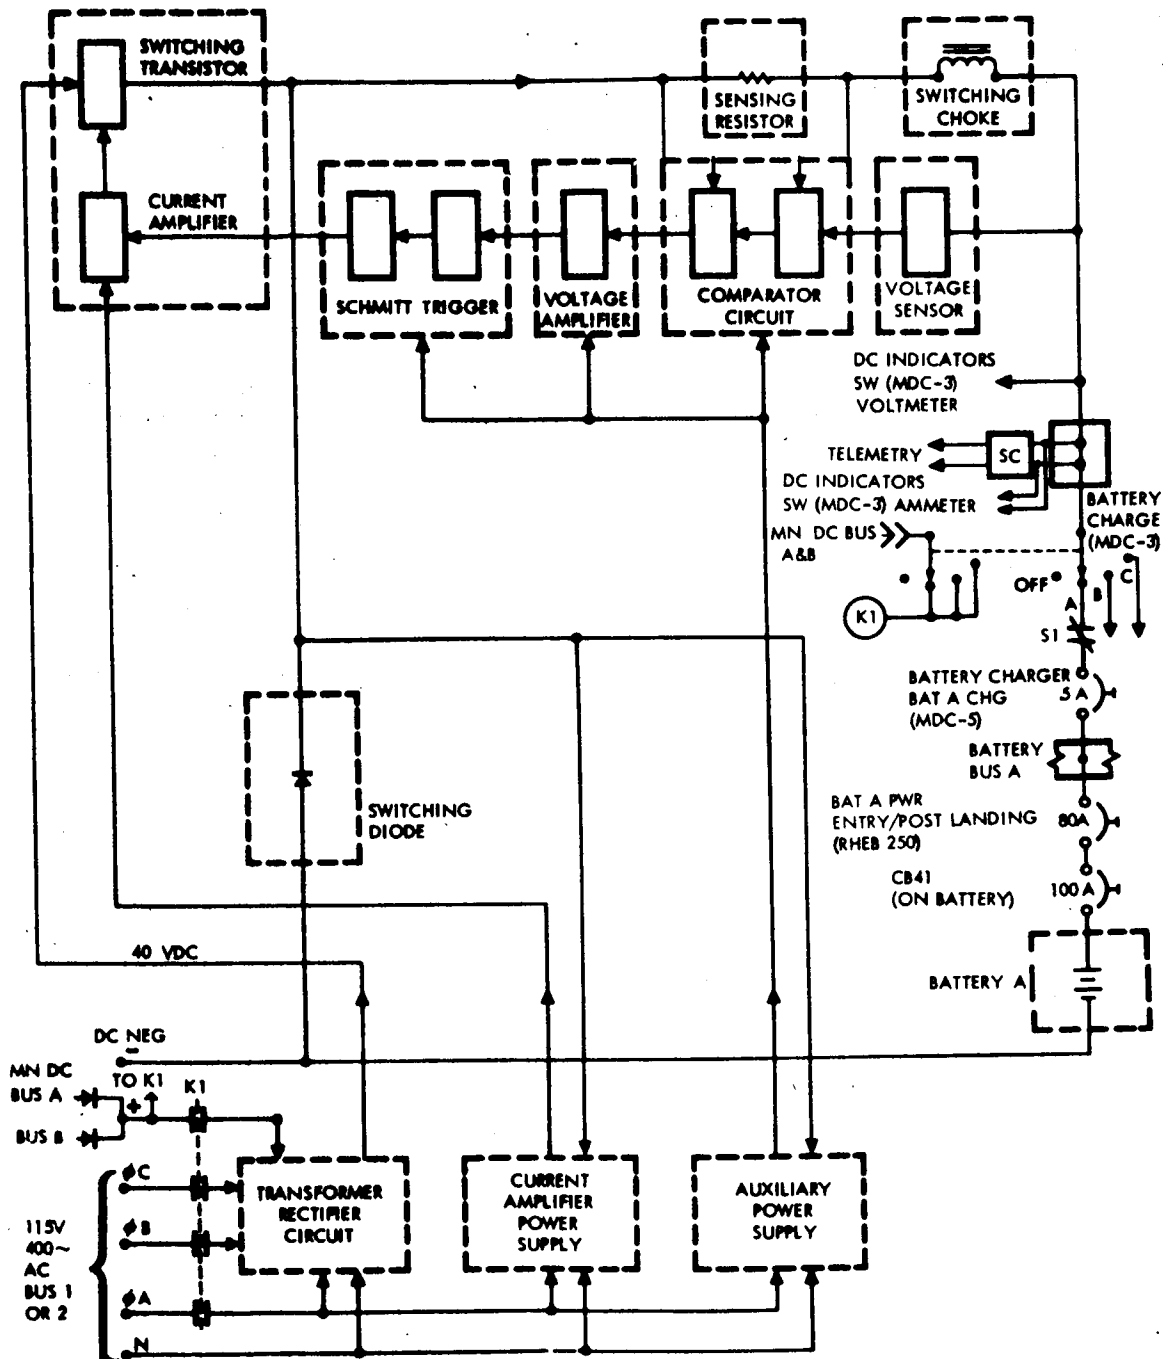 SWITCHING
TRANSISTOR
SENSING
RESISTOR
SWITCHING
CHOKE
CURRENT
AMPLIFIER
SCHMITT TRIGGER
VOLTAGE
AMPLIFIER
COMPARATOR
CIRCUIT
VOLTAGE
SENSOR
DC INDICATORS
SW (MDC-3)
VOLTMETER
TELEMETRY
SC
DC INDICATORS
SW (MDC-3) AMMETER
BATTERY
CHARGE
(MDC-3)
MN DC BUS
A&B
OFF
A
B
C
K1
S1
BATTERY CHARGER
BAT A CHG
(MDC-5)
5 A
BATTERY
BUS A
SWITCHING
DIODE
BAT A PWR
ENTRY/POST LANDING
(RHEB 250)
80A
CB41
(ON BATTERY)
100 A
40 VDC
BATTERY A
DC NEG
-
MN DC
BUS A
BUS B
TO K1
+
K1
ϕC
ϕB
ϕA
N
115V
400~
AC
BUS 1
OR 2
TRANSFORMER
RECTIFIER
CIRCUIT
CURRENT
AMPLIFIER
POWER
SUPPLY
AUXILIARY
POWER
SUPPLY